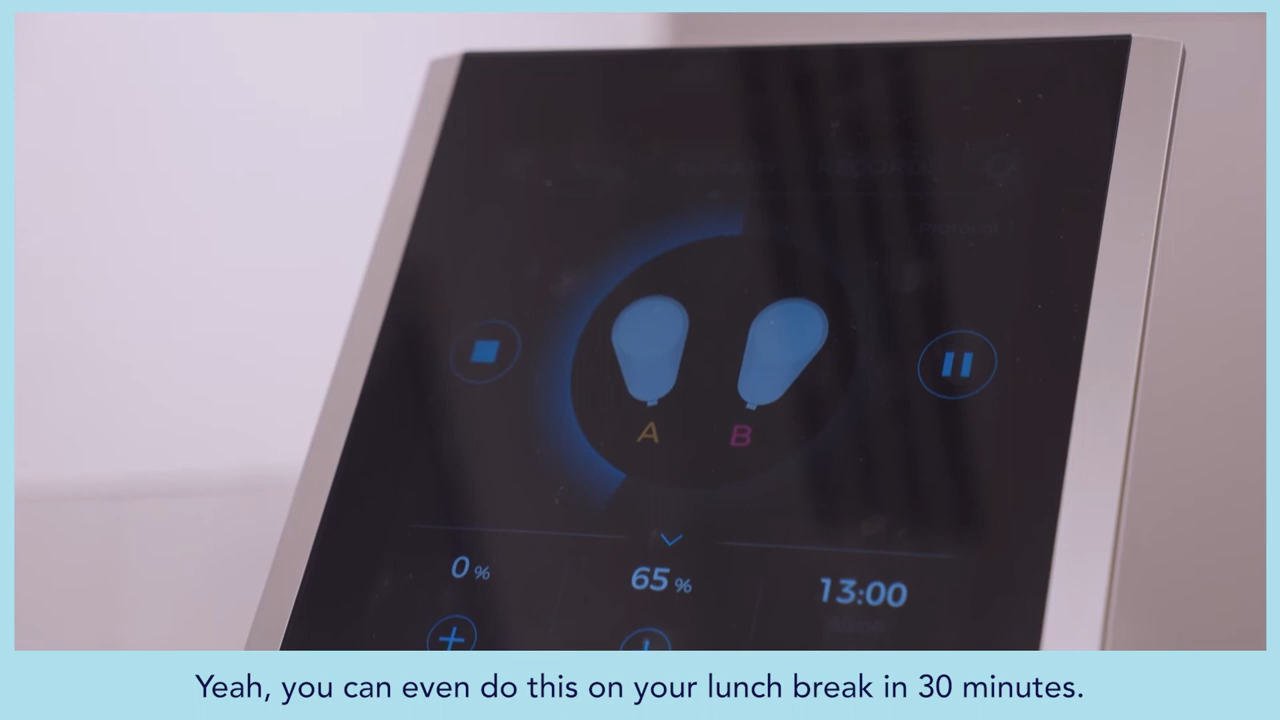 A B
0 % 65 % 13:00
Yeah, you can even do this on your lunch break in 30 minutes.